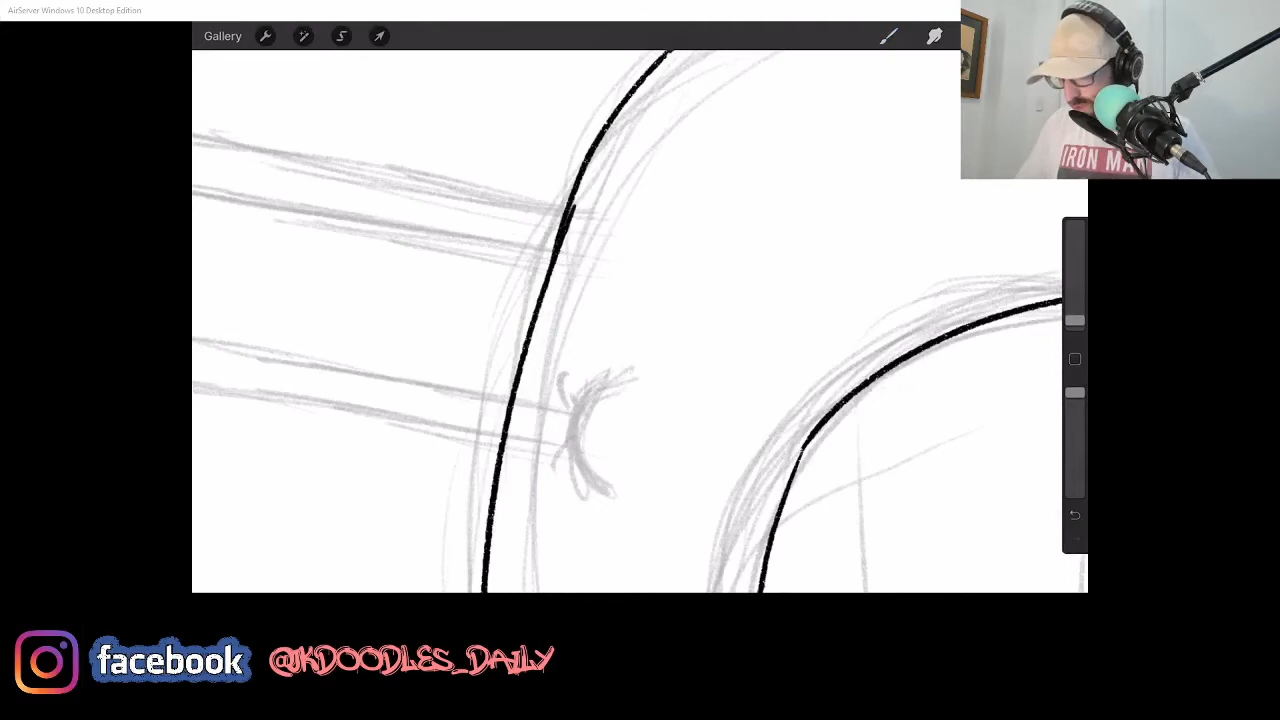 AirServer Windows 10 Desktop Edition
Gallery
IRON MA
facebook @JKDOODLES_DAILY